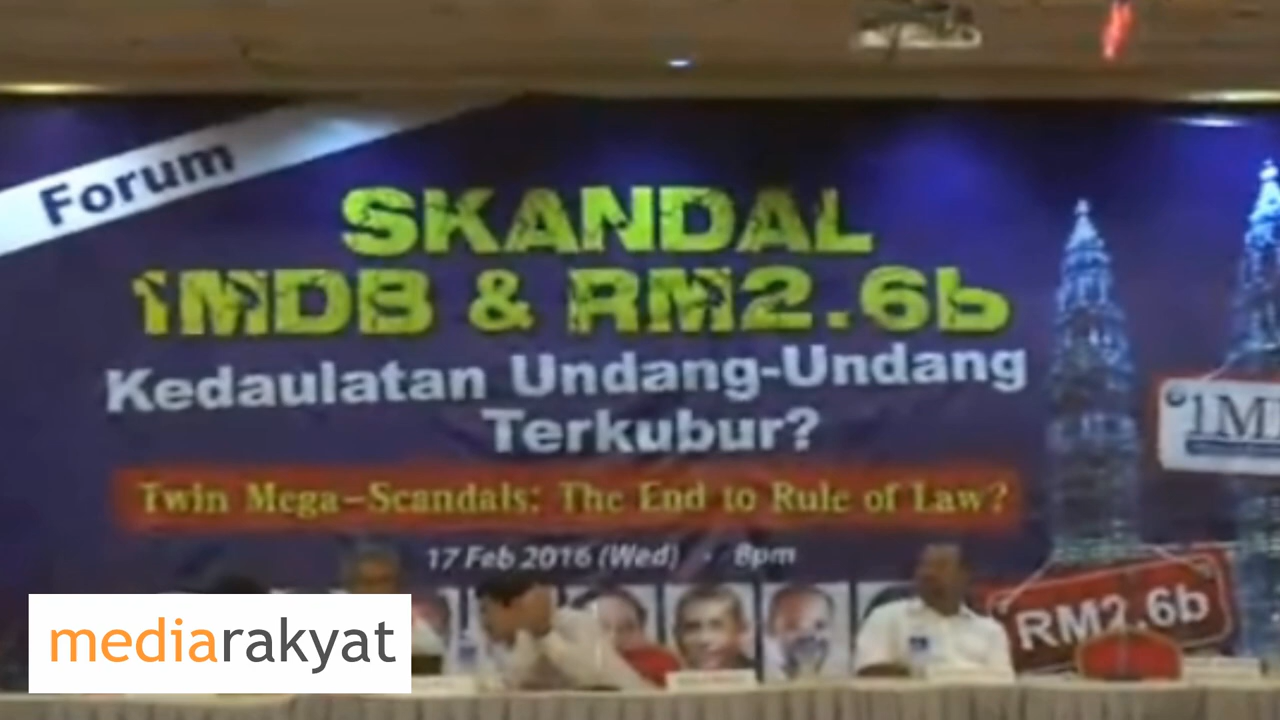 Forum
SKANDAL
1MDB & RM2.6b
Kedaulatan Undang-Undang
Terkubur?
Twin Mega-Scandals: The End to Rule of Law?
17 Feb 2016 (Wed) • 8pm
1M
RM2.6b
mediarakyat